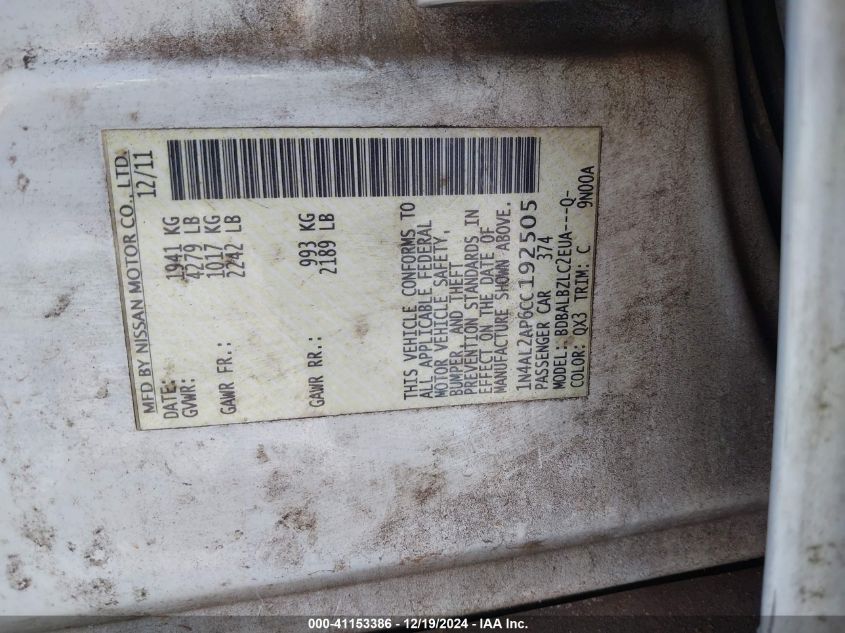 MFD BY NISSAN MOTOR CO., LTD.
DATE: 12/11
GVWR: 1941 KG
4279 LB
GAWR FR.: 1017 KG
2242 LB
GAWR RR.: 993 KG
2189 LB
THIS VEHICLE CONFORMS TO
ALL APPLICABLE FEDERAL
MOTOR VEHICLE SAFETY,
BUMPER, AND THEFT
PREVENTION STANDARDS IN
EFFECT ON THE DATE OF
MANUFACTURE SHOWN ABOVE.
1N4AL2AP6CC192505
PASSENGER CAR 374
MODEL: BDBALBZLC2EUA---Q-
COLOR: QX3 TRIM: C 9N00A
000-41153386 - 12/19/2024 - IAA Inc.